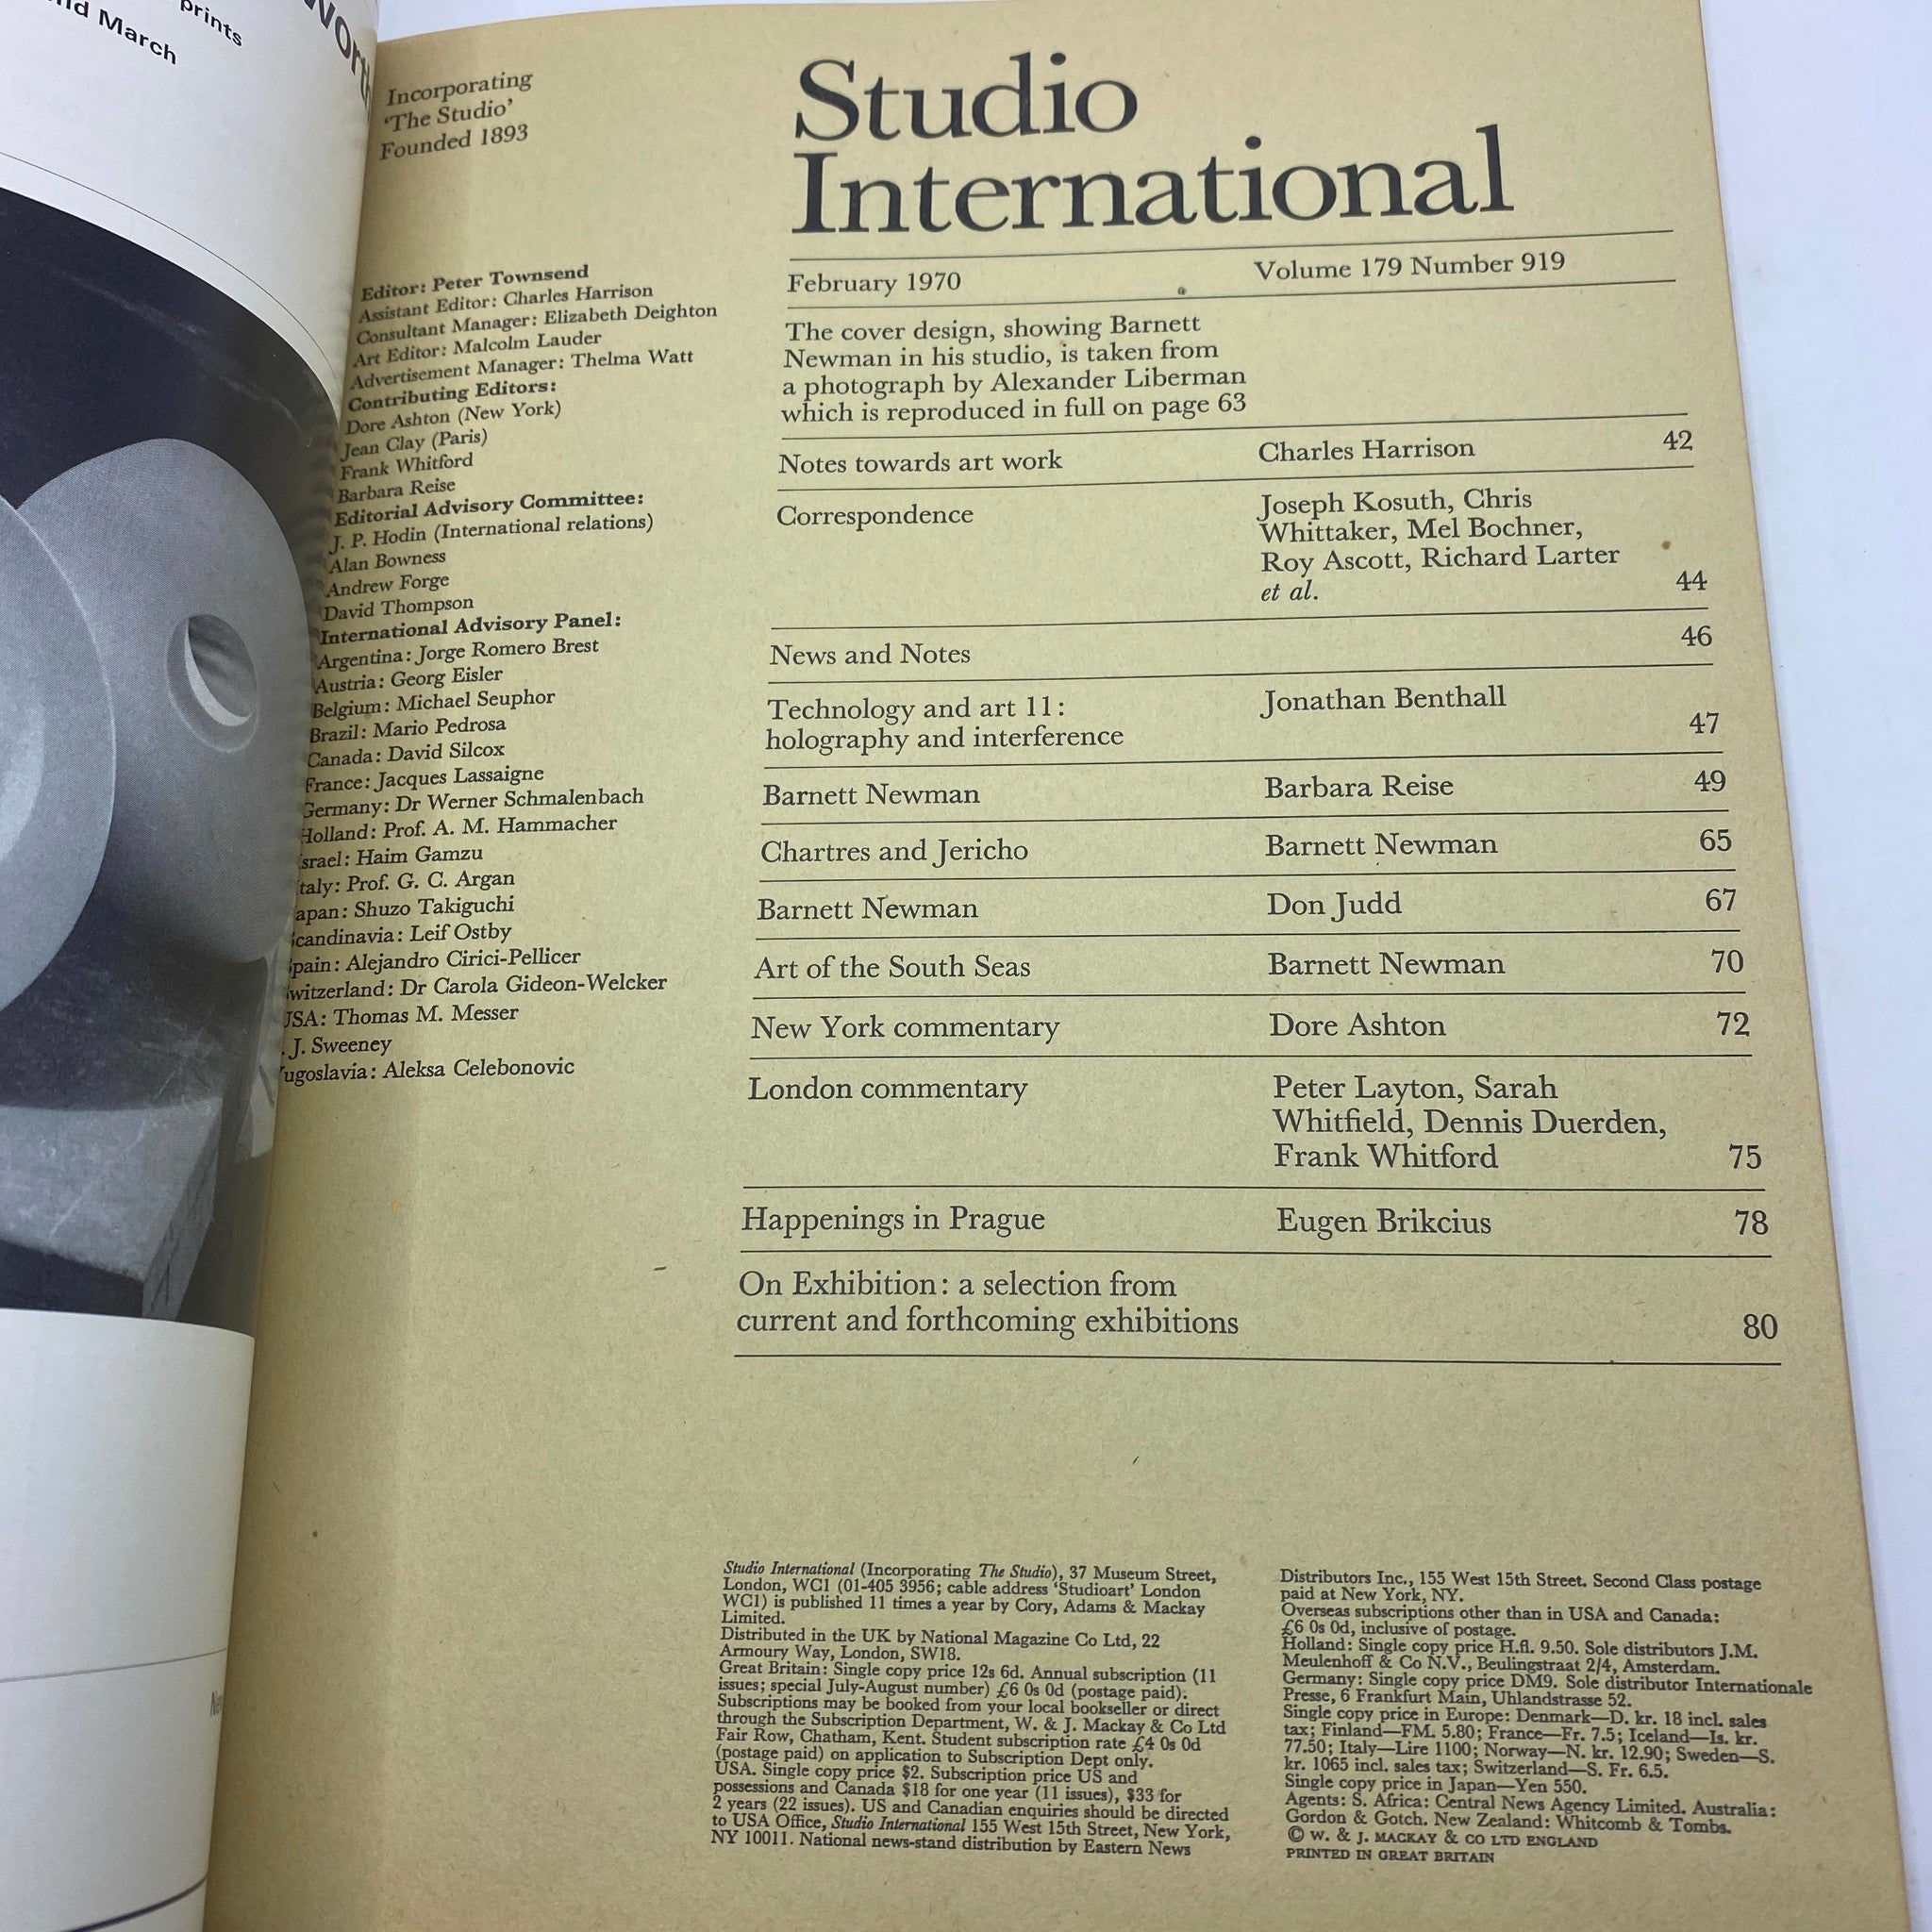 prints
March
Incorporating
‘The Studio’
Founded 1893
Studio
International
February 1970
Volume 179 Number 919
Editor: Peter Townsend
Assistant Editor: Charles Harrison
Consultant Manager: Elizabeth Deighton
Art Editor: Malcolm Lauder
Advertisement Manager: Thelma Watt
Contributing Editors:
Dore Ashton (New York)
Jean Clay (Paris)
Frank Whitford
Barbara Reise
Editorial Advisory Committee:
J. P. Hodin (International relations)
Alan Bowness
Andrew Forge
David Thompson
International Advisory Panel:
Argentina: Jorge Romero Brest
Austria: Georg Eisler
Belgium: Michael Seuphor
Brazil: Mario Pedrosa
Canada: David Silcox
France: Jacques Lassaigne
Germany: Dr Werner Schmalenbach
Holland: Prof. A. M. Hammacher
Israel: Haim Gamzu
Italy: Prof. G. C. Argan
Japan: Shuzo Takiguchi
Scandinavia: Leif Ostby
Spain: Alejandro Cirici-Pellicer
Switzerland: Dr Carola Gideon-Welcker
USA: Thomas M. Messer
J. Sweeney
Yugoslavia: Aleksa Celebonovic
The cover design, showing Barnett
Newman in his studio, is taken from
a photograph by Alexander Liberman
which is reproduced in full on page 63
Notes towards art work Charles Harrison 42
Correspondence Joseph Kosuth, Chris
Whittaker, Mel Bochner,
Roy Ascott, Richard Larter
et al. 44
News and Notes 46
Technology and art 11: Jonathan Benthall
holography and interference 47
Barnett Newman Barbara Reise 49
Chartres and Jericho Barnett Newman 65
Barnett Newman Don Judd 67
Art of the South Seas Barnett Newman 70
New York commentary Dore Ashton 72
London commentary Peter Layton, Sarah
Whitfield, Dennis Duerden,
Frank Whitford 75
Happenings in Prague Eugen Brikcius 78
On Exhibition: a selection from
current and forthcoming exhibitions 80
Studio International (Incorporating The Studio), 37 Museum Street,
London, WC1 (01-405 3956; cable address ‘Studioart’ London
WC1) is published 11 times a year by Cory, Adams & Mackay
Limited.
Distributed in the UK by National Magazine Co Ltd, 22
Armoury Way, London, SW18.
Great Britain: Single copy price 12s 6d. Annual subscription (11
issues; special July-August number) £6 0s 0d (postage paid).
Subscriptions may be booked from your local bookseller or direct
through the Subscription Department, W. & J. Mackay & Co Ltd
Fair Row, Chatham, Kent. Student subscription rate £4 0s 0d
(postage paid) on application to Subscription Dept only.
USA. Single copy price $2. Subscription price US and
possessions and Canada $18 for one year (11 issues), $33 for
2 years (22 issues). US and Canadian enquiries should be directed
to USA Office, Studio International 155 West 15th Street, New York,
NY 10011. National news-stand distribution by Eastern News
Distributors Inc., 155 West 15th Street. Second Class postage
paid at New York, NY.
Overseas subscriptions other than in USA and Canada:
£6 0s 0d, inclusive of postage.
Holland: Single copy price H.fl. 9.50. Sole distributors J.M.
Meulenhoff & Co N.V., Beulingstraat 2/4, Amsterdam.
Germany: Single copy price DM9. Sole distributor Internationale
Presse, 6 Frankfurt Main, Uhlandstrasse 52.
Single copy price in Europe: Denmark—D. kr. 18 incl. sales
tax; Finland—FM. 5.80; France—Fr. 7.5; Iceland—Is. kr.
77.50; Italy—Lire 1100; Norway—N. kr. 12.90; Sweden—S.
kr. 1065 incl. sales tax; Switzerland—S. Fr. 6.5.
Single copy price in Japan—Yen 550.
Agents: S. Africa: Central News Agency Limited. Australia:
Gordon & Gotch. New Zealand: Whitcomb & Tombs.
© W. & J. MACKAY & CO LTD ENGLAND
PRINTED IN GREAT BRITAIN